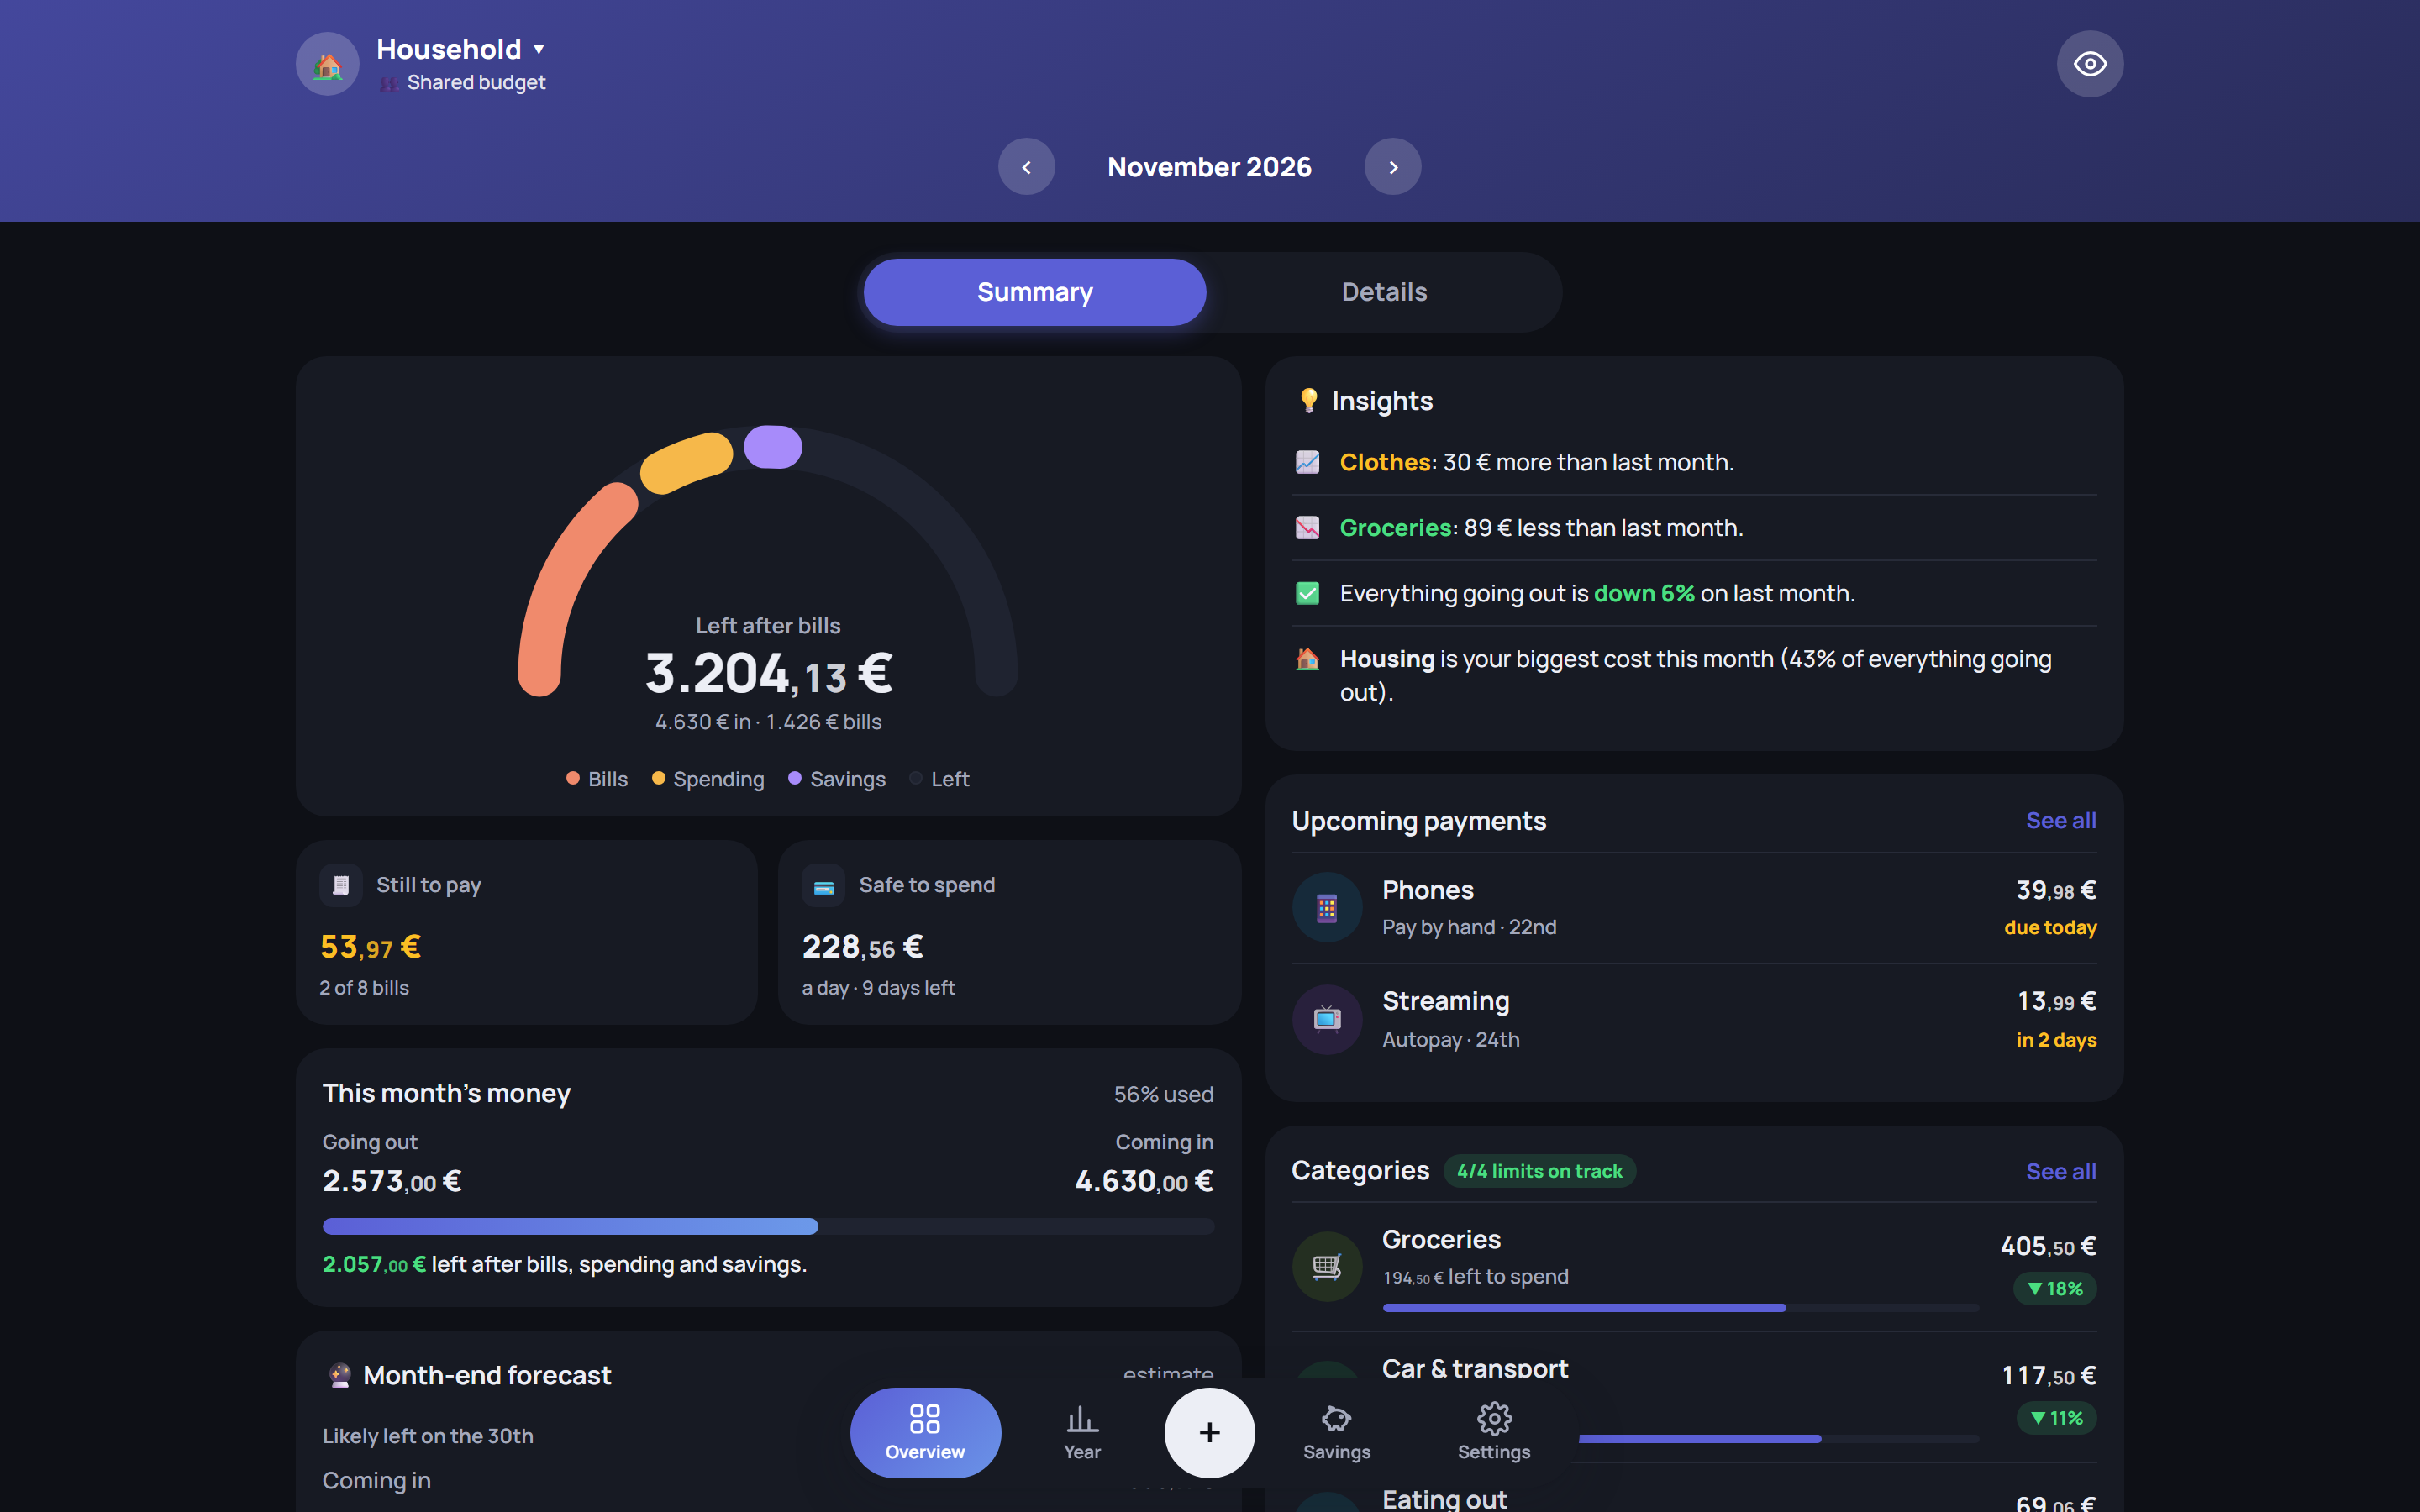 Household ▼
Shared budget
November 2026
Summary
Details
Left after bills
3.204,13 €
4.630 € in · 1.426 € bills
Bills
Spending
Savings
Left
Still to pay
53,97 €
2 of 8 bills
Safe to spend
228,56 €
a day · 9 days left
This month’s money
56% used
Going out
Coming in
2.573,00 €
4.630,00 €
2.057,00 € left after bills, spending and savings.
Month-end forecast
estimate
Likely left on the 30th
Coming in
Insights
Clothes: 30 € more than last month.
Groceries: 89 € less than last month.
Everything going out is down 6% on last month.
Housing is your biggest cost this month (43% of everything going
out).
Upcoming payments
See all
Phones
39,98 €
Pay by hand · 22nd
due today
Streaming
13,99 €
Autopay · 24th
in 2 days
Categories
4/4 limits on track
See all
Groceries
405,50 €
194,50 € left to spend
▼ 18%
Car & transport
117,50 €
▼ 11%
Eating out
69,06 €
Overview
Year
+
Savings
Settings